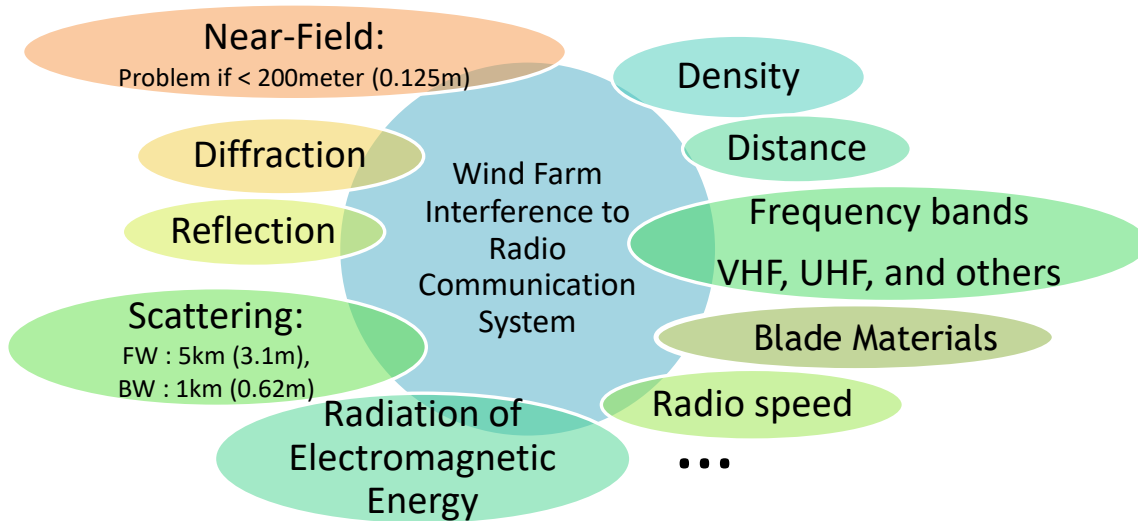 Near-Field:
Problem if < 200meter (0.125m)
Diffraction
Reflection
Scattering:
FW : 5km (3.1m),
BW : 1km (0.62m)
Radiation of
Electromagnetic
Energy
Wind Farm
Interference to
Radio
Communication
System
Density
Distance
Frequency bands
VHF, UHF, and others
Blade Materials
Radio speed
...